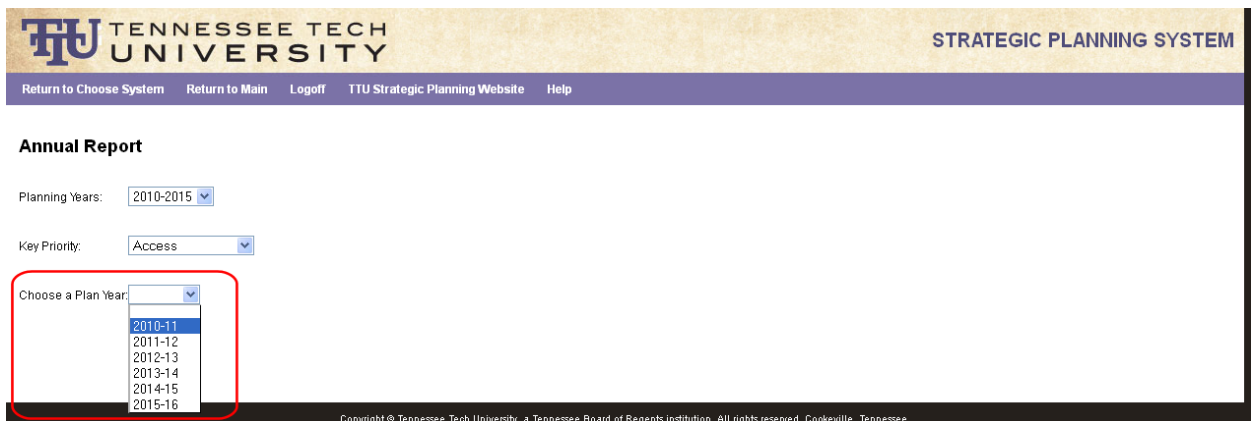 TTU TENNESSEE TECH
UNIVERSITY
STRATEGIC PLANNING SYSTEM
Return to Choose System Return to Main Logoff TTU Strategic Planning Website Help
Annual Report
Planning Years: 2010-2015
Key Priority: Access
Choose a Plan Year:
2010-11
2011-12
2012-13
2013-14
2014-15
2015-16
Copyright © Tennessee Tech University, a Tennessee Board of Regents institution. All rights reserved. Cookeville, Tennessee